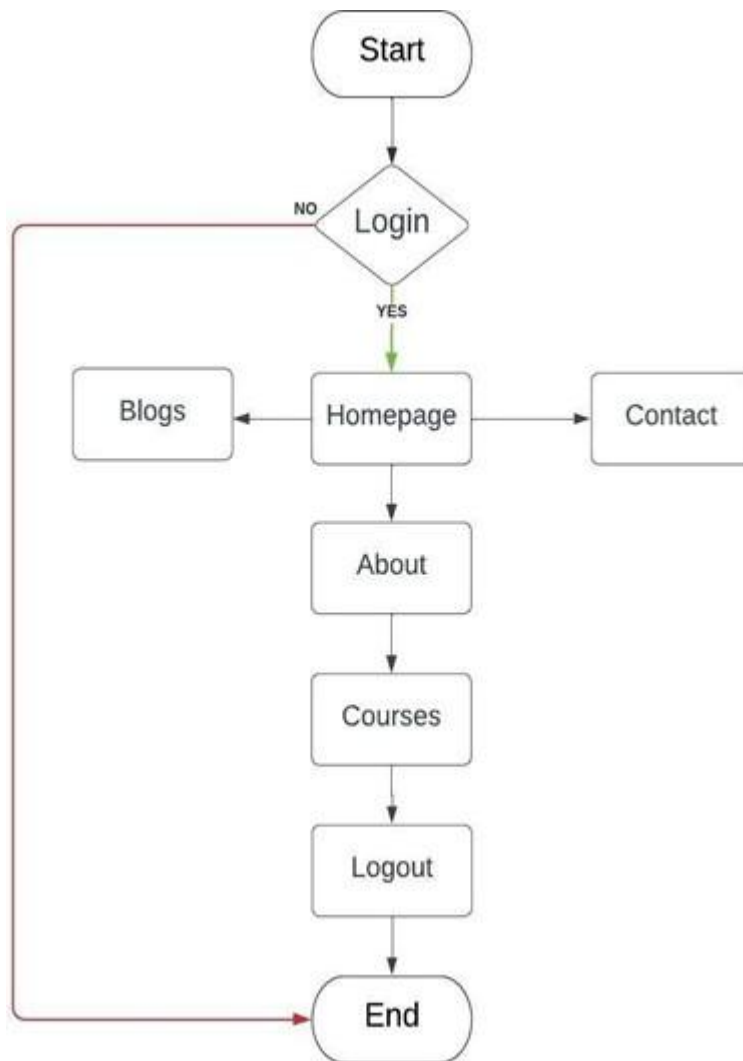 Start
NO
Login
YES
Blogs
Homepage
Contact
About
Courses
Logout
End